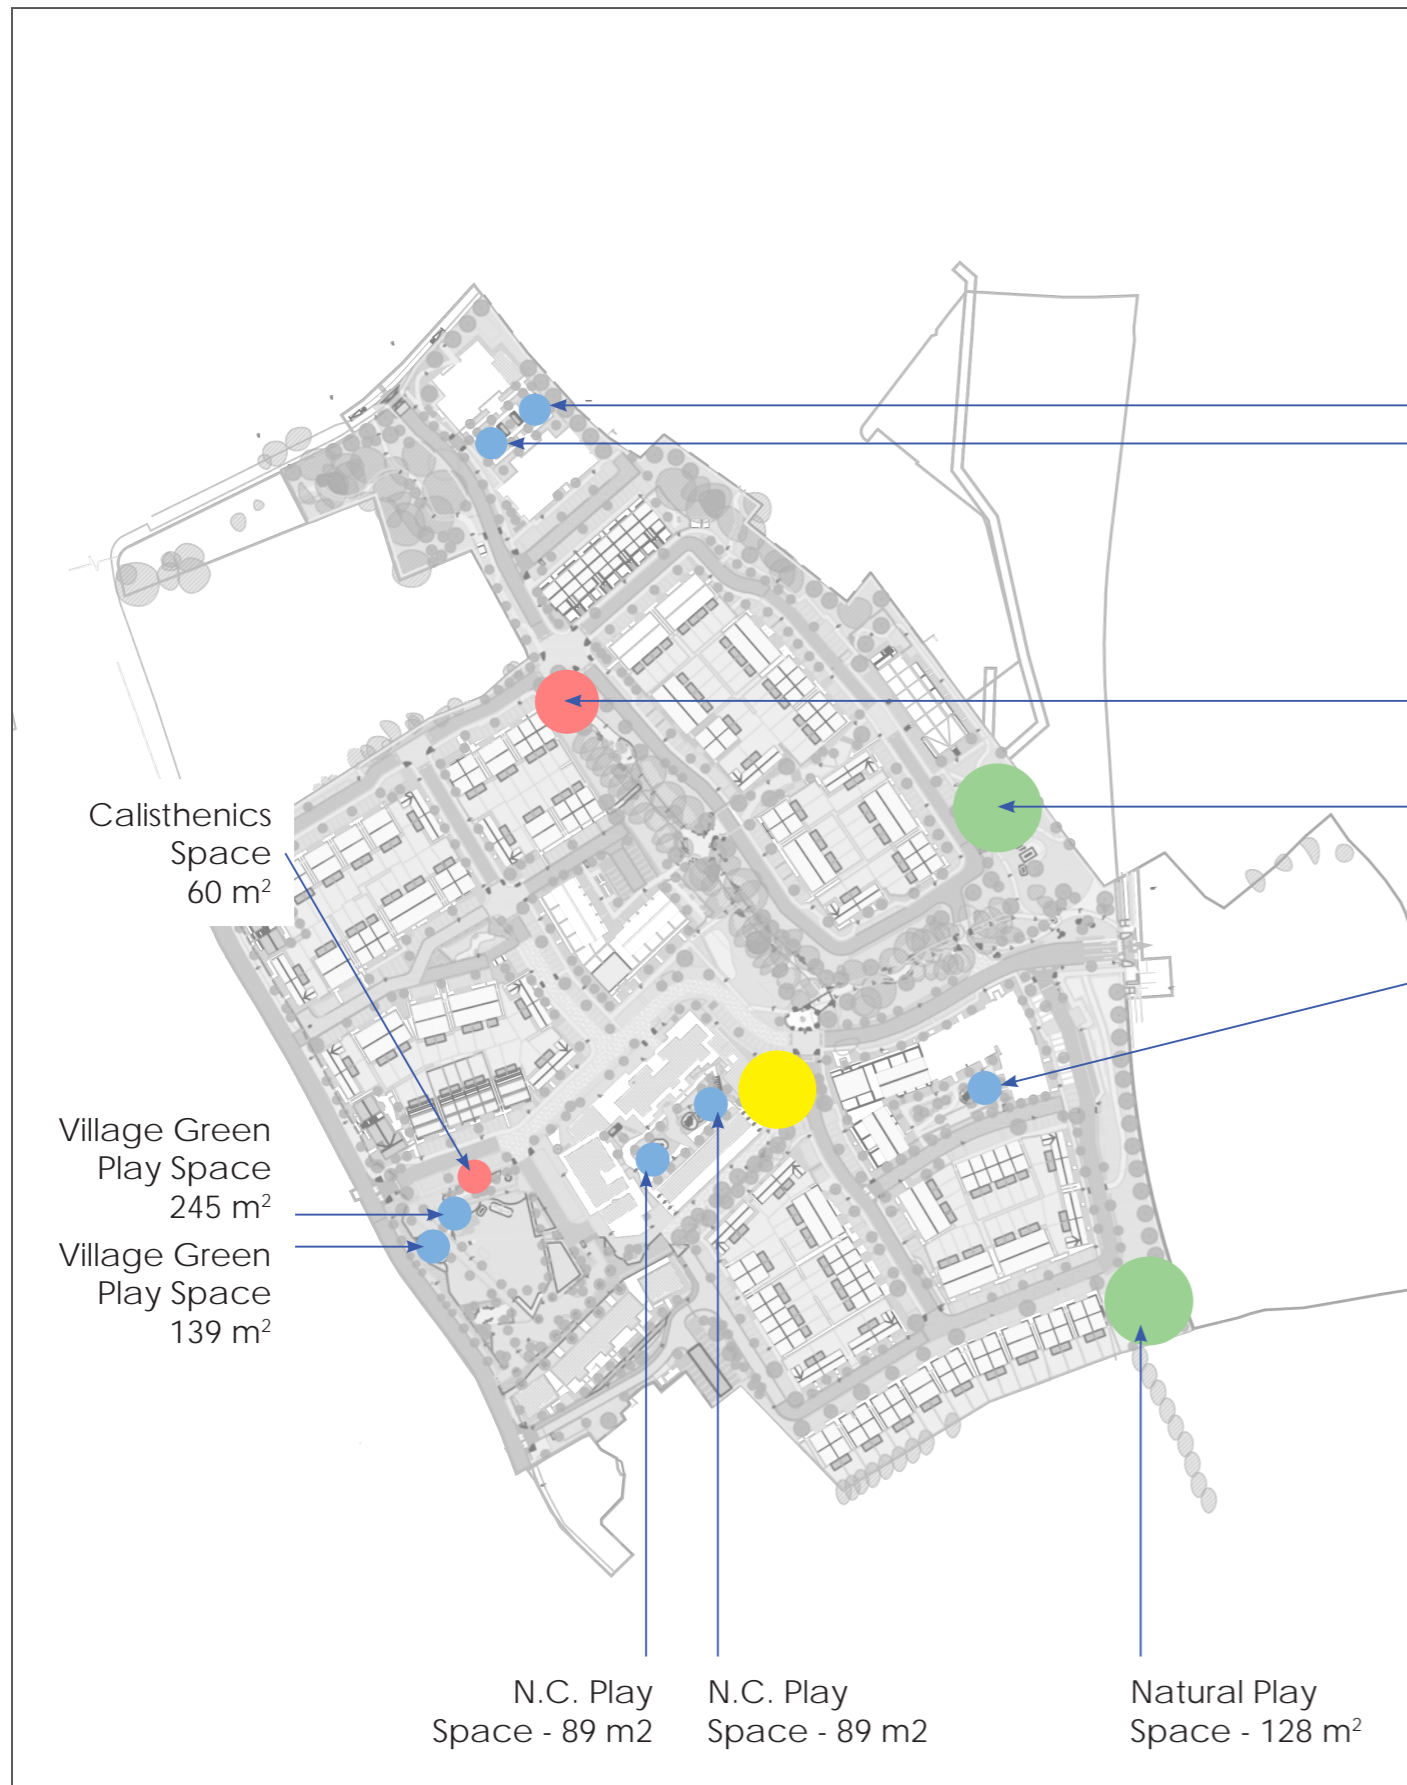 Calisthenics
Space
60 m²
Village Green
Play Space
245 m²
Village Green
Play Space
139 m²
N.C. Play
Space - 89 m2
N.C. Play
Space - 89 m2
Natural Play
Space - 128 m²